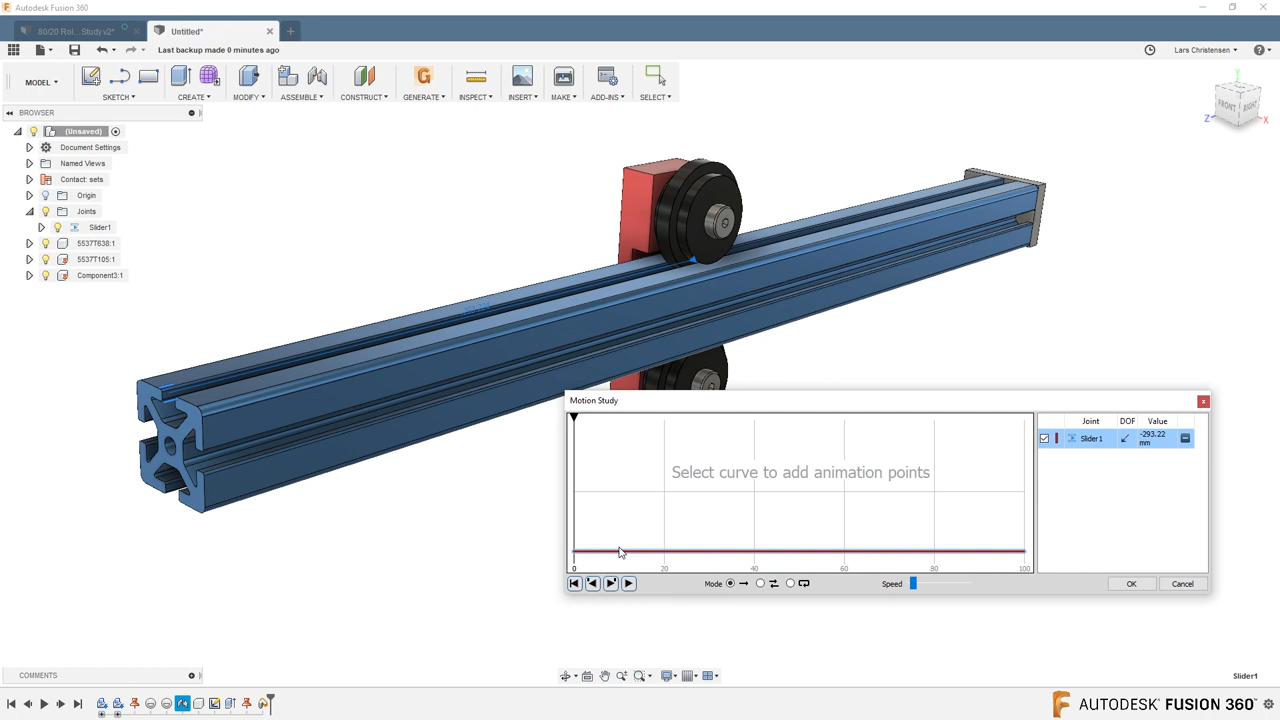 Autodesk Fusion 360
80/20 Rol... Study v2*
Untitled*
Last backup made 0 minutes ago
Lars Christensen
MODEL
SKETCH
CREATE
MODIFY
ASSEMBLE
CONSTRUCT
GENERATE
INSPECT
INSERT
MAKE
ADD-INS
SELECT
FRONT
RIGHT
Y
Z
X
BROWSER
(Unsaved)
Document Settings
Named Views
Contact: sets
Origin
Joints
Slider1
5537T638:1
5537T105:1
Component3:1
Motion Study
Select curve to add animation points
0 20 40 60 80 100
Joint DOF Value
Slider1 -293.22 mm
Mode
Speed
OK
Cancel
COMMENTS
Slider1
AUTODESK® FUSION 360™